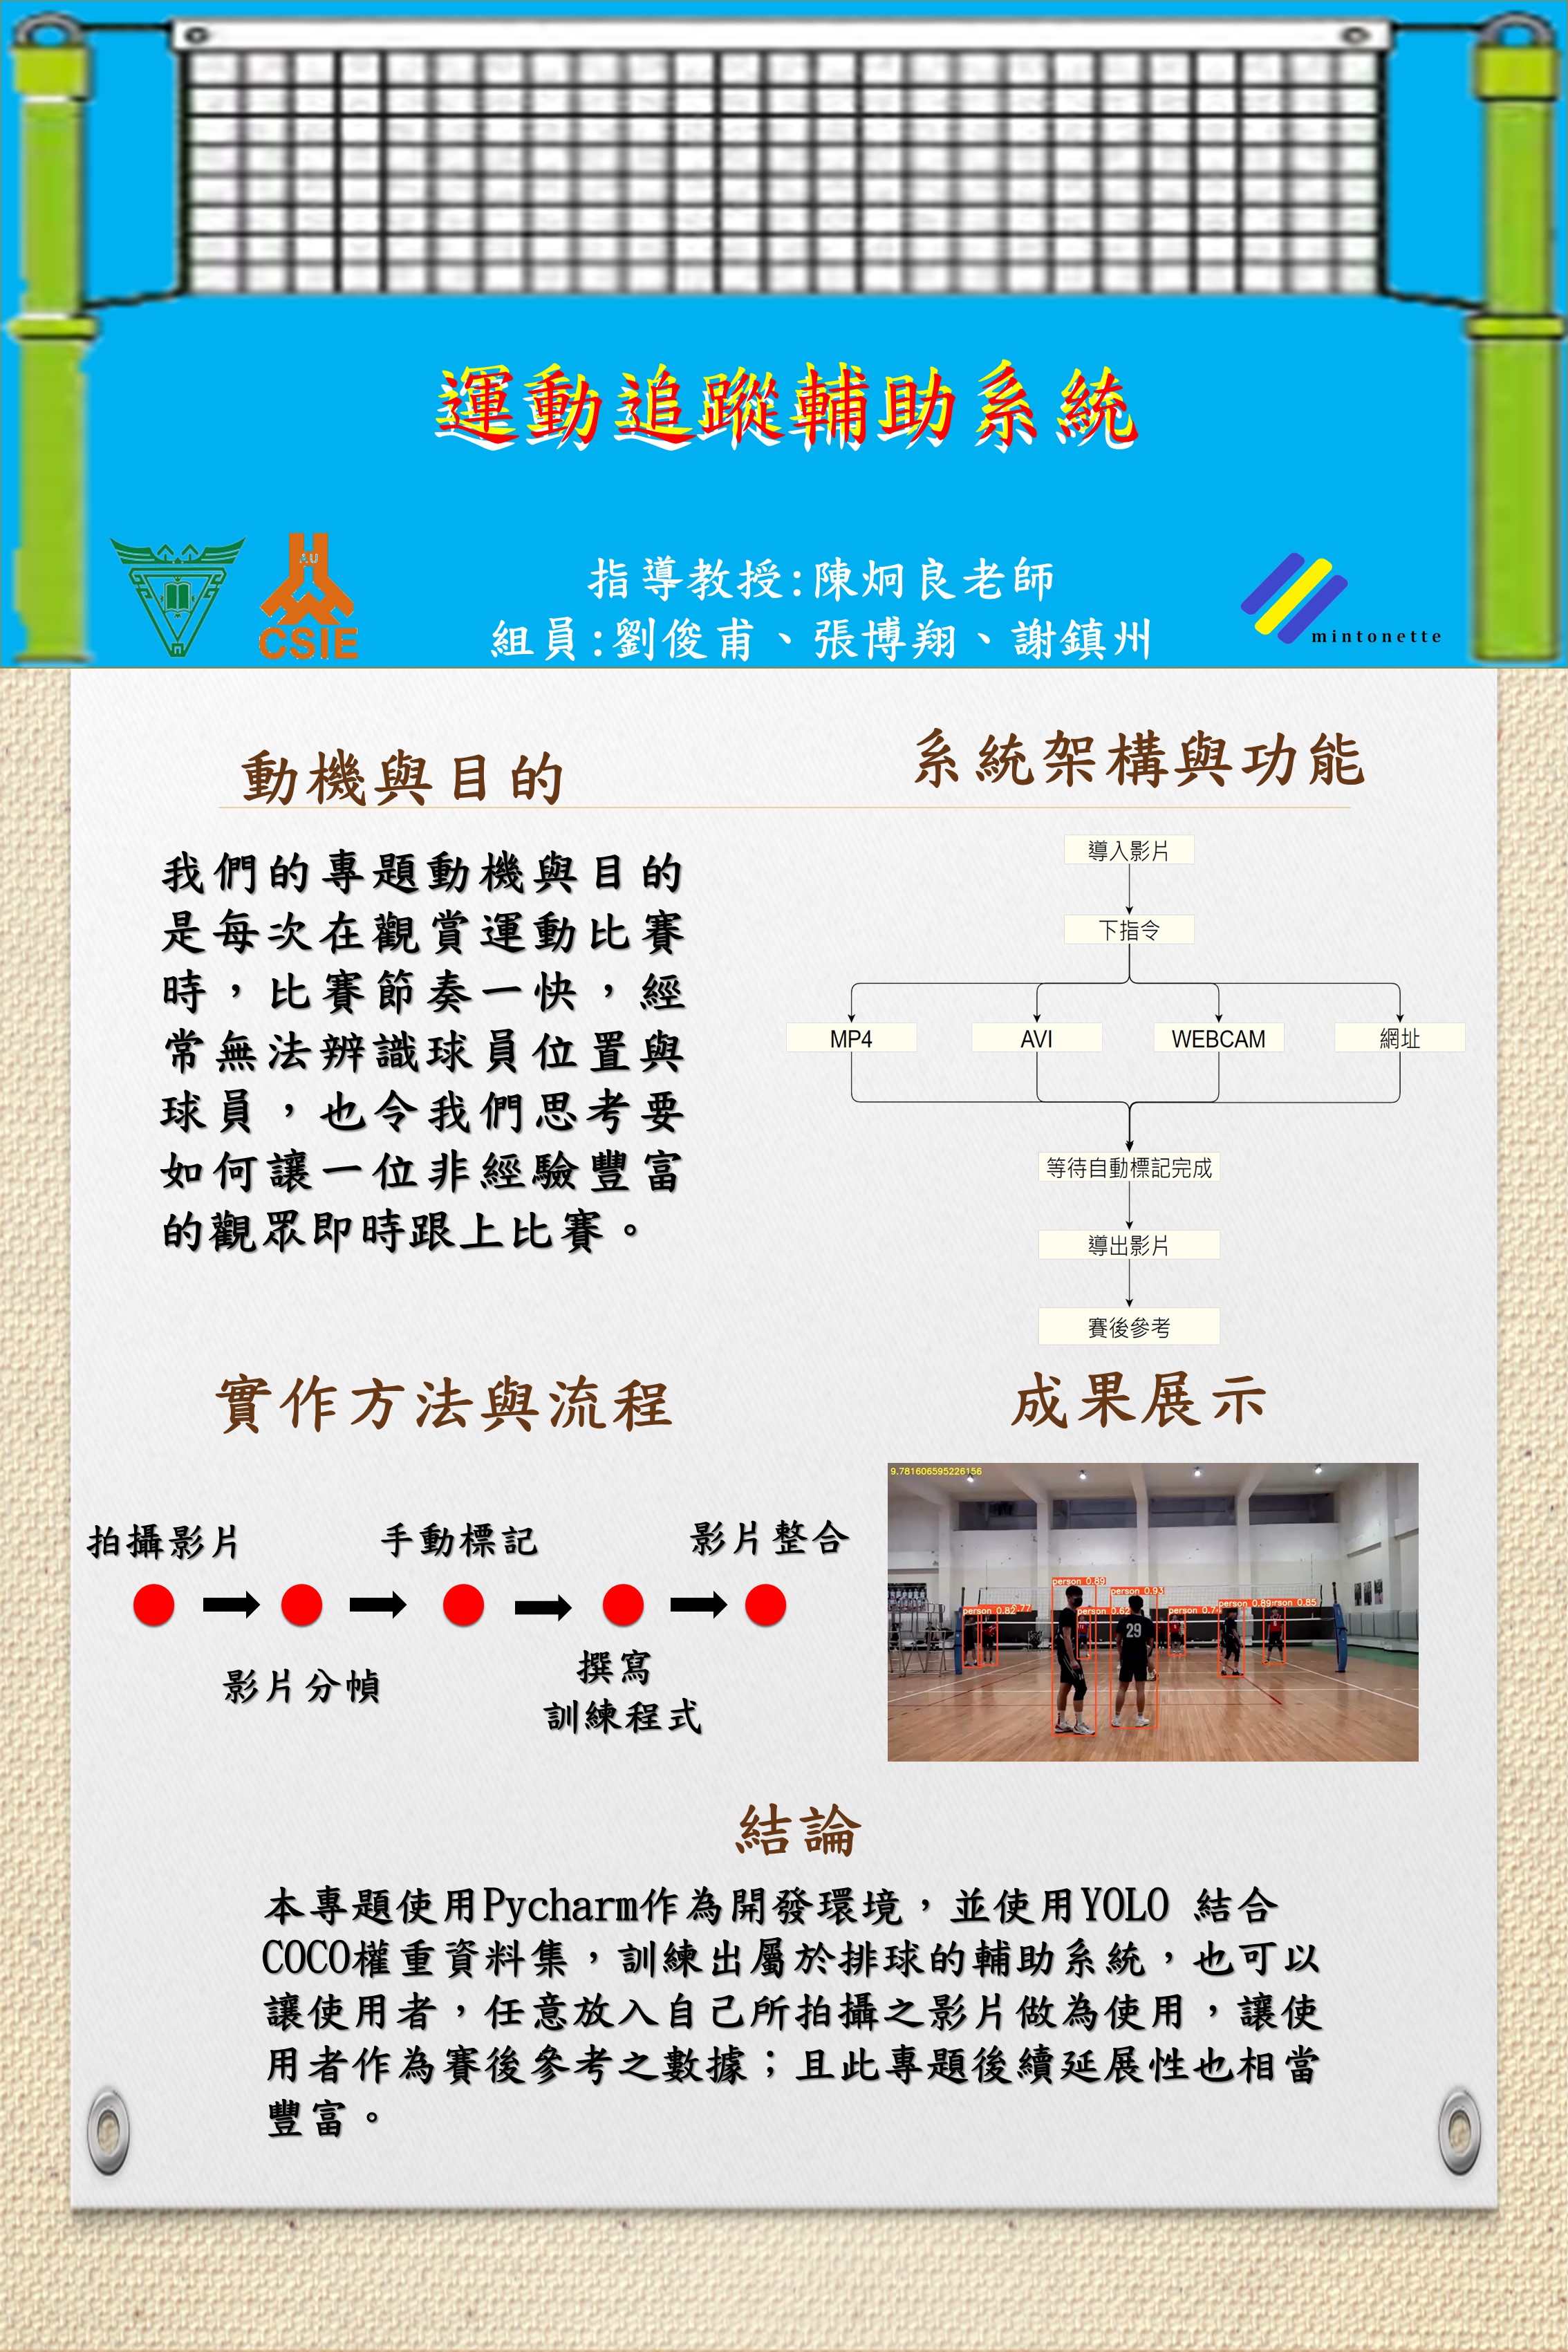 運動追蹤輔助系統
AU
CSIE
指導教授:陳炯良老師
組員:劉俊甫、張博翔、謝鎮州
mintonette
動機與目的
我們的專題動機與目的
是每次在觀賞運動比賽
時，比賽節奏一快，經
常無法辨識球員位置與
球員，也令我們思考要
如何讓一位非經驗豐富
的觀眾即時跟上比賽。
系統架構與功能
導入影片
下指令
MP4
AVI
WEBCAM
網址
等待自動標記完成
導出影片
賽後參考
實作方法與流程
拍攝影片
影片分幀
手動標記
撰寫
訓練程式
影片整合
成果展示
9.781606595226156
person 0.89
person 0.93
person 0.82
0.77
person 0.62
person 0.7
person 0.89
person 0.85
29
結論
本專題使用Pycharm作為開發環境，並使用YOLO 結合
COCO權重資料集，訓練出屬於排球的輔助系統，也可以
讓使用者，任意放入自己所拍攝之影片做為使用，讓使
用者作為賽後參考之數據；且此專題後續延展性也相當
豐富。